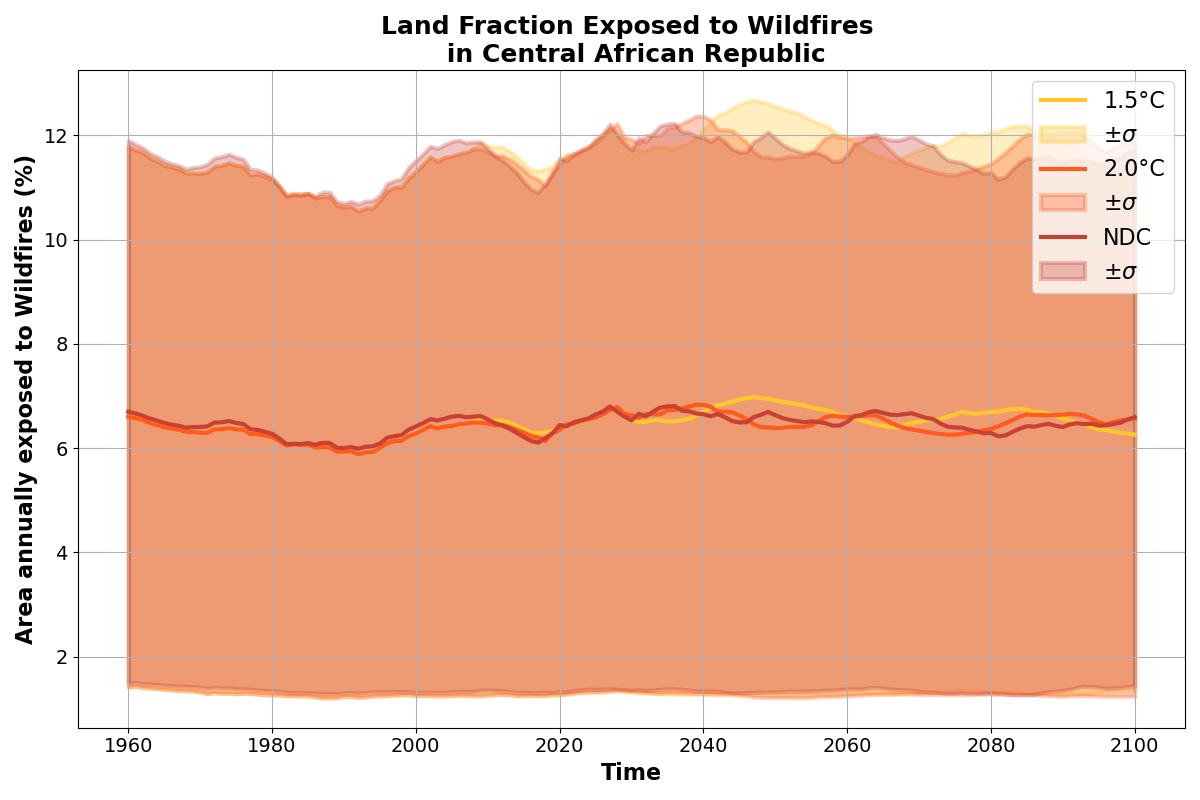 Land Fraction Exposed to Wildfires
in Central African Republic
Area annually exposed to Wildfires (%)
12
10
8
6
4
2
1.5°C
±σ
2.0°C
±σ
NDC
±σ
1960 1980 2000 2020 2040 2060 2080 2100
Time